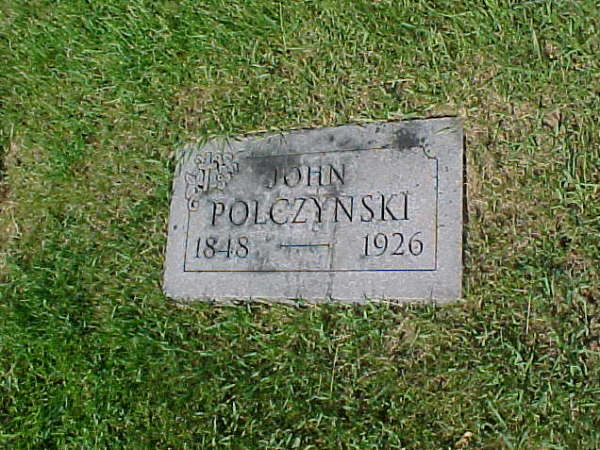 JOHN
POLCZYNSKI
1848 — 1926